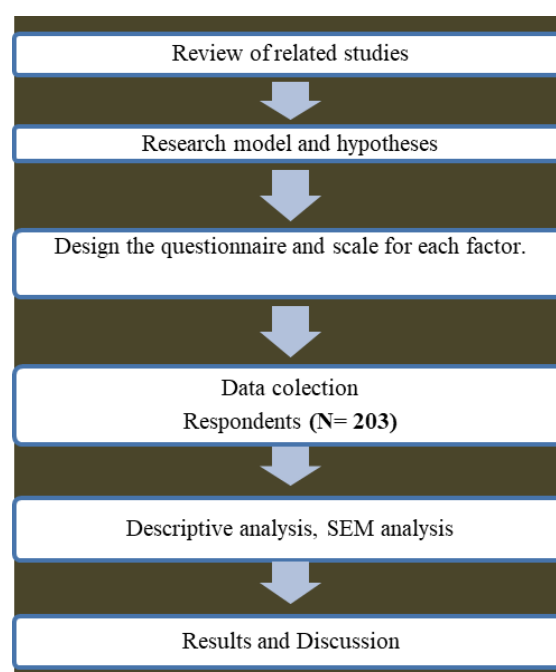 Review of related studies
Research model and hypotheses
Design the questionnaire and scale for each factor.
Data colection
Respondents (N= 203)
Descriptive analysis, SEM analysis
Results and Discussion